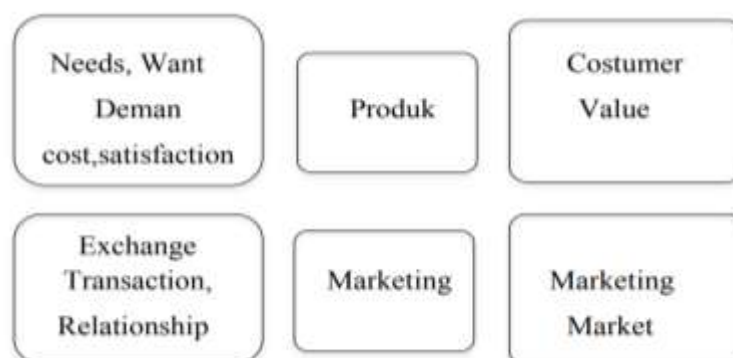 Needs, Want
Deman
cost,satisfaction
Produk
Costumer
Value
Exchange
Transaction,
Relationship
Marketing
Marketing
Market